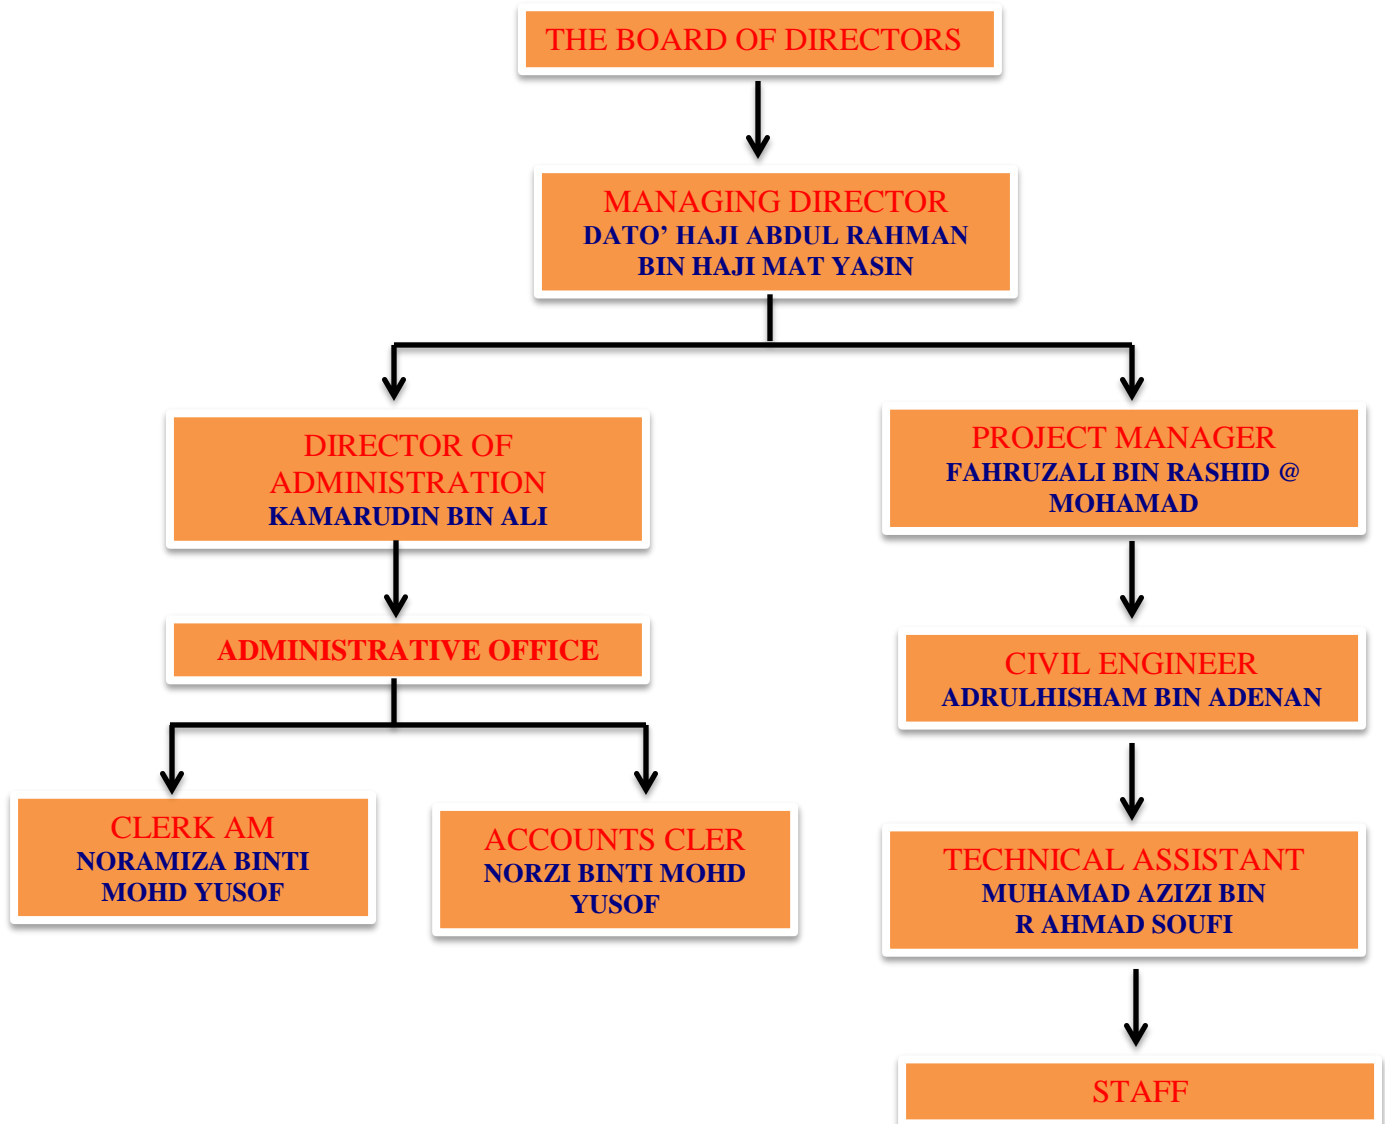 THE BOARD OF DIRECTORS
MANAGING DIRECTOR
DATO’ HAJI ABDUL RAHMAN
BIN HAJI MAT YASIN
DIRECTOR OF
ADMINISTRATION
KAMARUDIN BIN ALI
PROJECT MANAGER
FAHRUZALI BIN RASHID @
MOHAMAD
ADMINISTRATIVE OFFICE
CIVIL ENGINEER
ADRULHISHAM BIN ADENAN
CLERK AM
NORAMIZA BINTI
MOHD YUSOF
ACCOUNTS CLER
NORZI BINTI MOHD
YUSOF
TECHNICAL ASSISTANT
MUHAMAD AZIZI BIN
R AHMAD SOUFI
STAFF